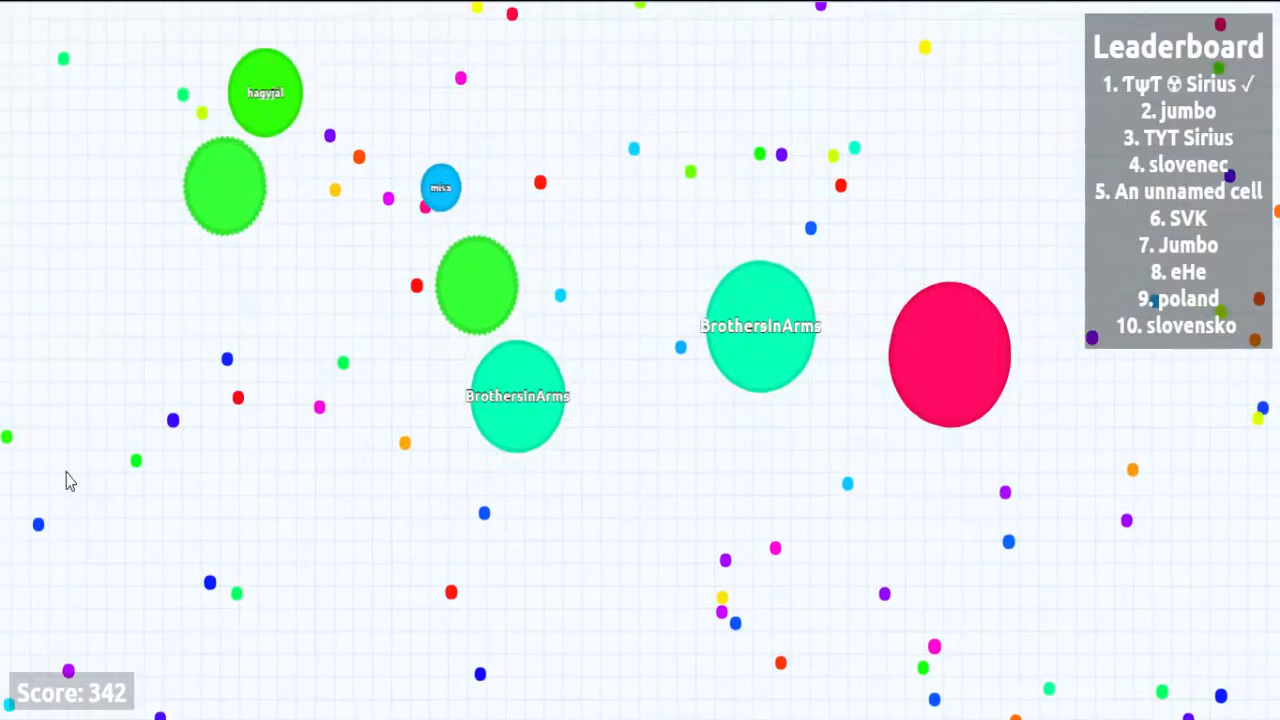 hagyjál
misa
BrothersInArms
BrothersInArms
Leaderboard
1. TψT ☢ Sirius ✓
2. jumbo
3. TYT Sirius
4. slovenec
5. An unnamed cell
6. SVK
7. Jumbo
8. eHe
9. poland
10. slovensko
Score: 342